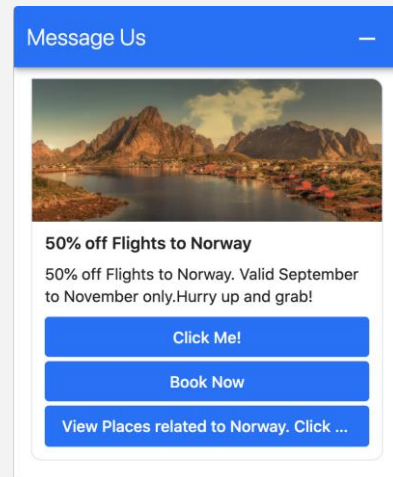 Message Us
50% off Flights to Norway
50% off Flights to Norway. Valid September
to November only.Hurry up and grab!
Click Me!
Book Now
View Places related to Norway. Click ...